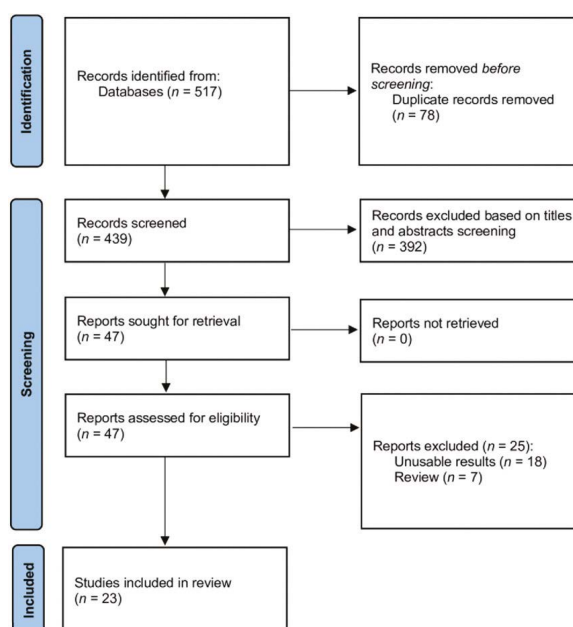 Identification
Records identified from:
Databases (n = 517)
Records removed before
screening:
Duplicate records removed
(n = 78)
Screening
Records screened
(n = 439)
Records excluded based on titles
and abstracts screening
(n = 392)
Reports sought for retrieval
(n = 47)
Reports not retrieved
(n = 0)
Reports assessed for eligibility
(n = 47)
Reports excluded (n = 25):
Unusable results (n = 18)
Review (n = 7)
Included
Studies included in review
(n = 23)